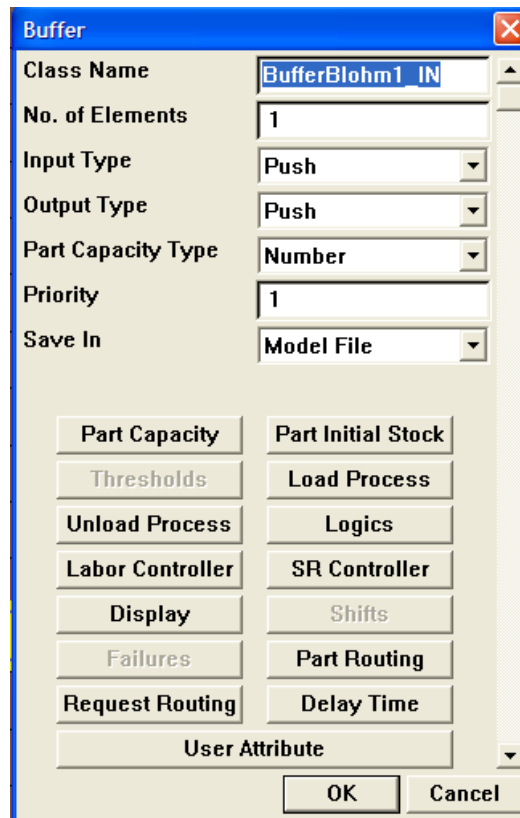 Buffer
Class Name BufferBlohm1_IN
No. of Elements 1
Input Type Push
Output Type Push
Part Capacity Type Number
Priority 1
Save In Model File
Part Capacity Part Initial Stock
Thresholds Load Process
Unload Process Logics
Labor Controller SR Controller
Display Shifts
Failures Part Routing
Request Routing Delay Time
User Attribute
OK Cancel